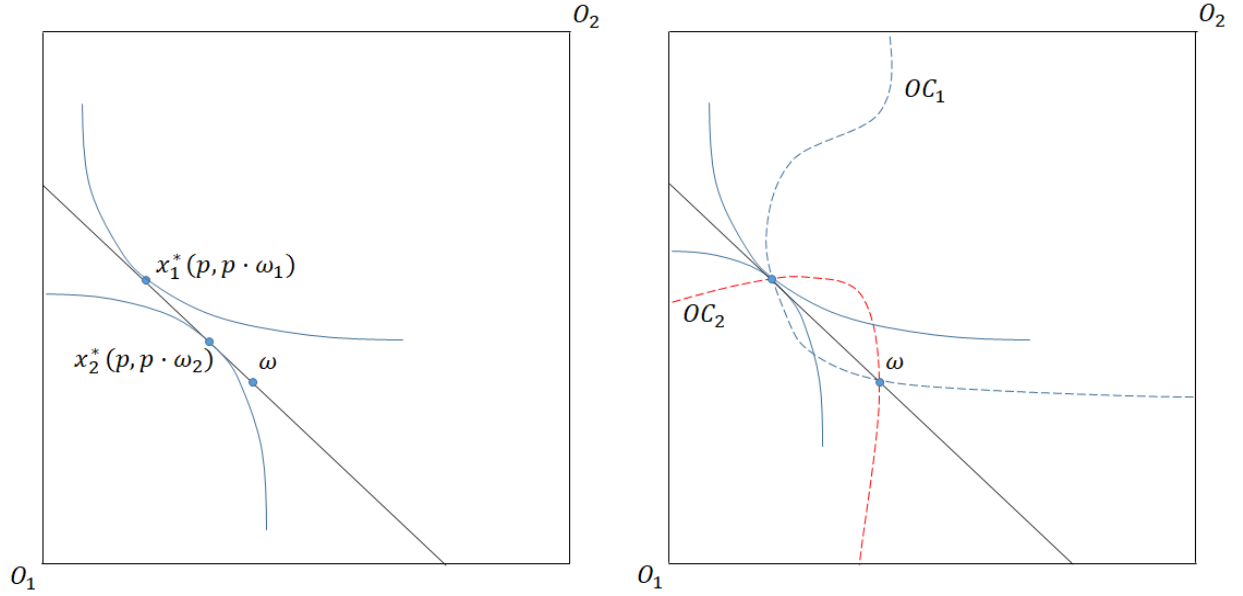 O₂
x₁*(p, p · ω₁)
x₂*(p, p · ω₂)
ω
O₁
O₂
OC₁
OC₂
ω
O₁